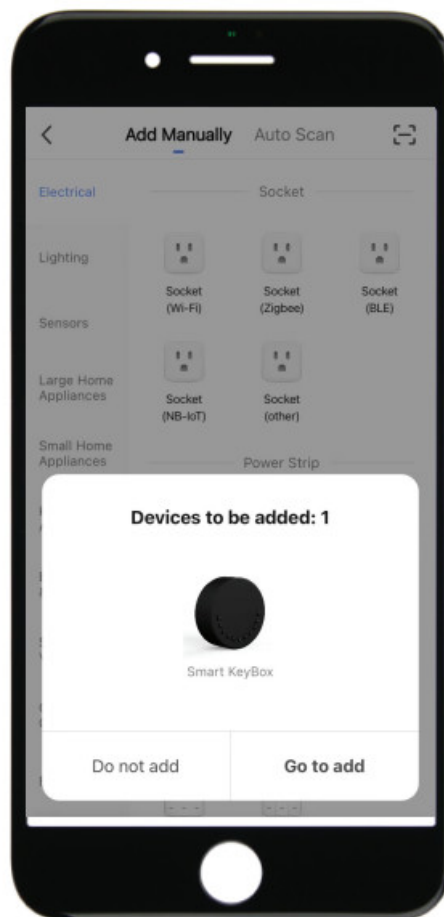 Add Manually Auto Scan
Electrical
Socket
Lighting
Socket
(Wi-Fi)
Socket
(Zigbee)
Socket
(BLE)
Sensors
Large Home
Appliances
Socket
(NB-IoT)
Socket
(other)
Small Home
Appliances
Power Strip
Devices to be added: 1
Smart KeyBox
Do not add
Go to add